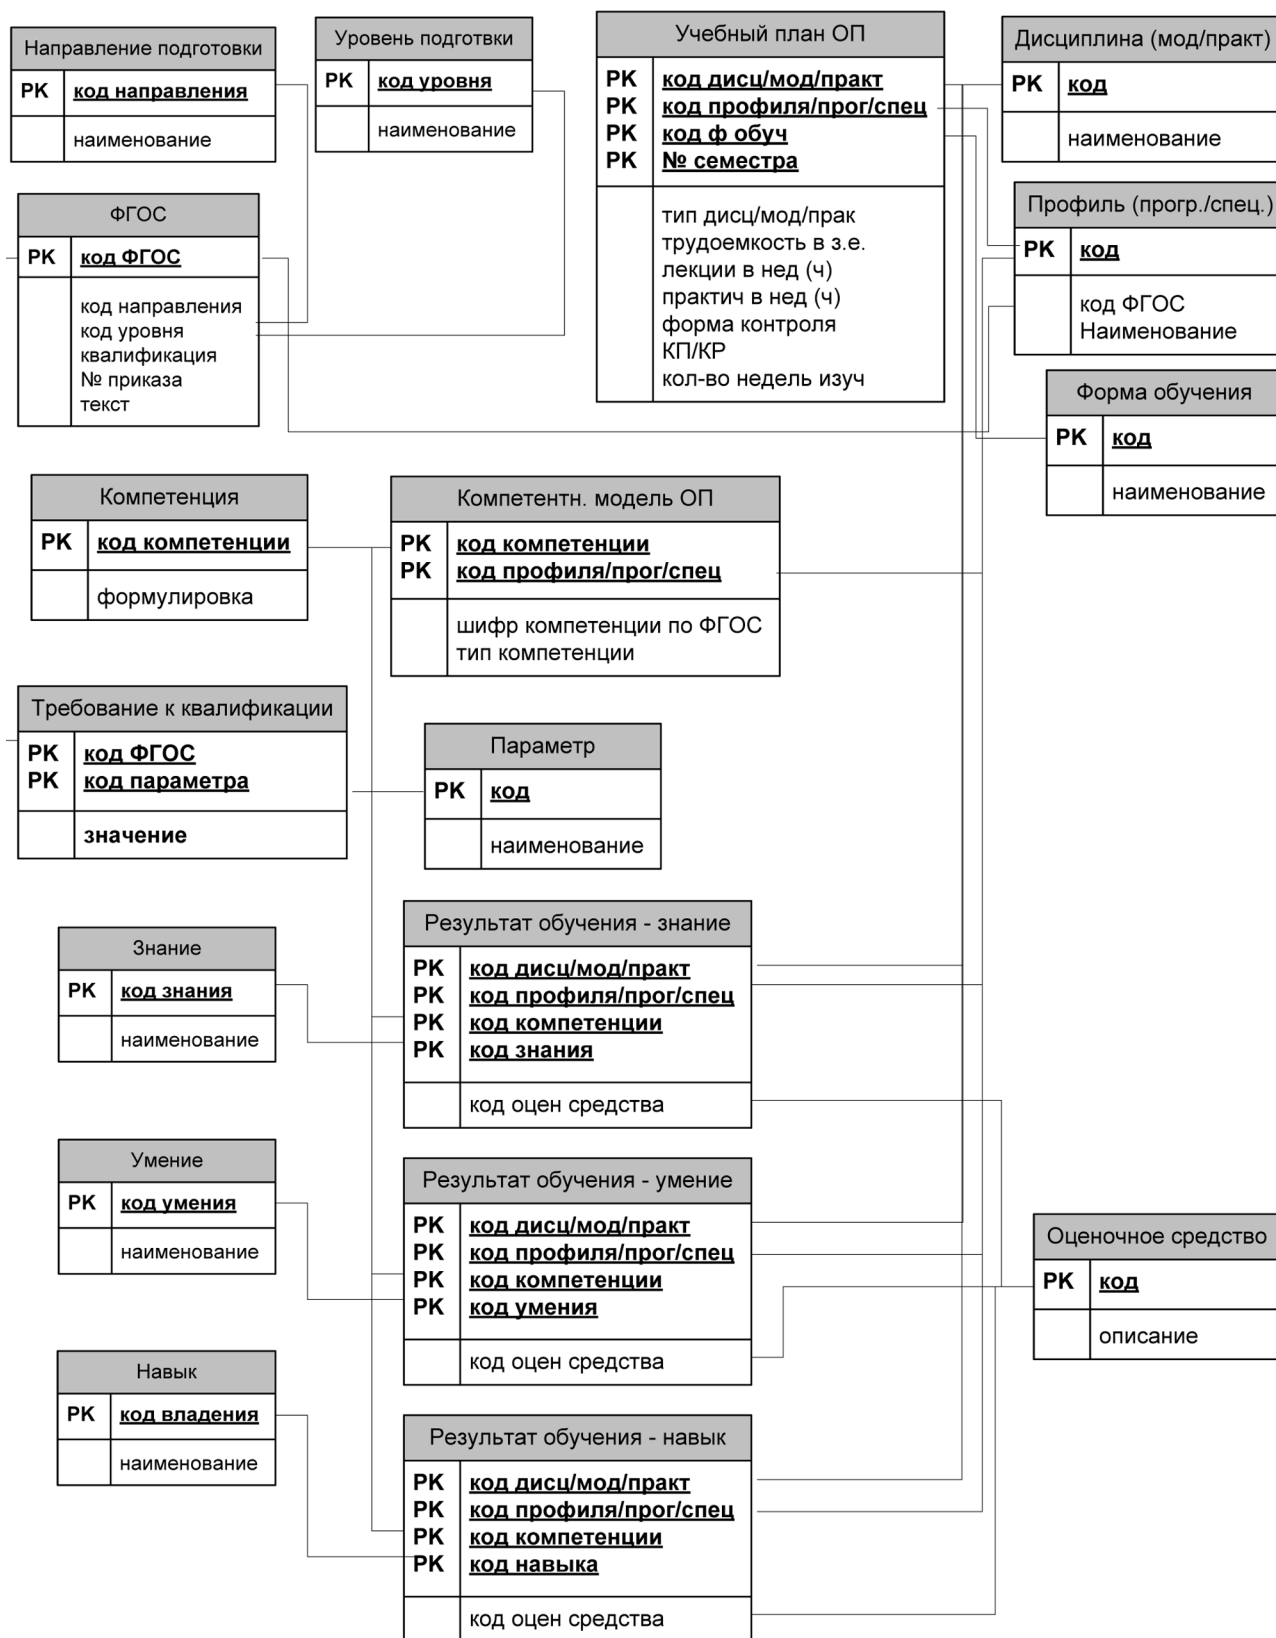 Направление подготовки
PK код направления
наименование
Уровень подготвки
PK код уровня
наименование
Учебный план ОП
PK код дисц/мод/практ
PK код профиля/прог/спец
PK код ф обуч
PK № семестра
тип дисц/мод/прак
трудоемкость в з.е.
лекции в нед (ч)
практич в нед (ч)
форма контроля
КП/КР
кол-во недель изуч
Дисциплина (мод/практ)
PK код
наименование
ФГОС
PK код ФГОС
код направления
код уровня
квалификация
№ приказа
текст
Профиль (прогр./спец.)
PK код
код ФГОС
Наименование
Форма обучения
PK код
наименование
Компетенция
PK код компетенции
формулировка
Компетентн. модель ОП
PK код компетенции
PK код профиля/прог/спец
шифр компетенции по ФГОС
тип компетенции
Требование к квалификации
PK код ФГОС
PK код параметра
значение
Параметр
PK код
наименование
Знание
PK код знания
наименование
Результат обучения - знание
PK код дисц/мод/практ
PK код профиля/прог/спец
PK код компетенции
PK код знания
код оцен средства
Умение
PK код умения
наименование
Результат обучения - умение
PK код дисц/мод/практ
PK код профиля/прог/спец
PK код компетенции
PK код умения
код оцен средства
Оценочное средство
PK код
описание
Навык
PK код владения
наименование
Результат обучения - навык
PK код дисц/мод/практ
PK код профиля/прог/спец
PK код компетенции
PK код навыка
код оцен средства